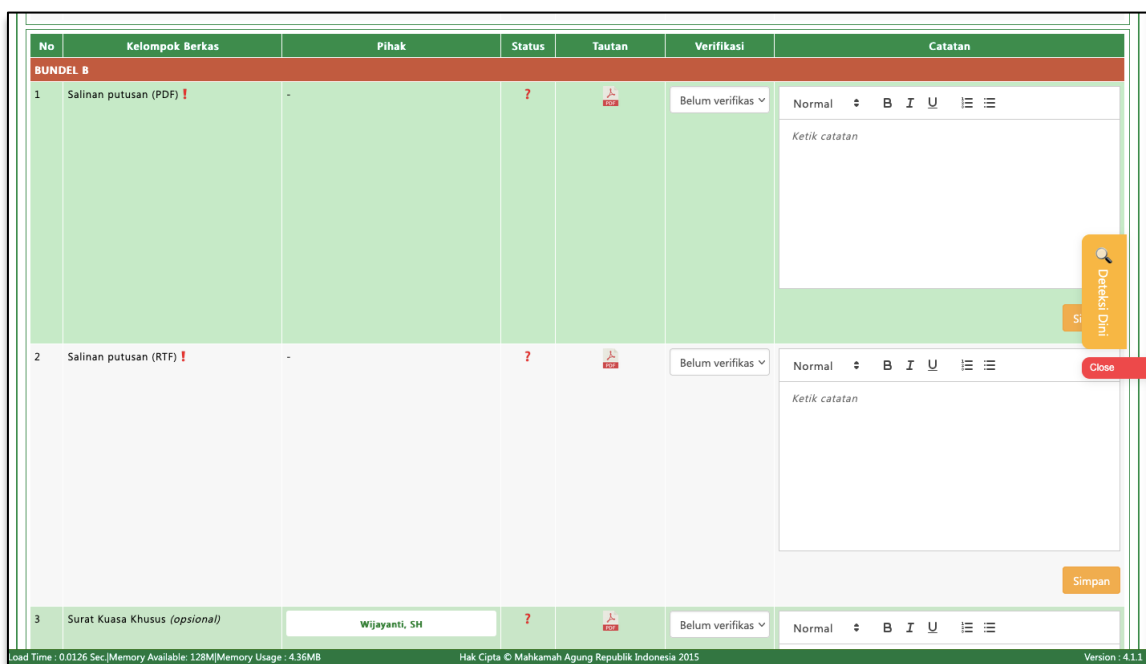 No Kelompok Berkas Pihak Status Tautan Verifikasi Catatan
BUNDEL B
1 Salinan putusan (PDF) ! - ? PDF Belum verifikas Normal B I U
Ketik catatan
Deteksi Dini
2 Salinan putusan (RTF) ! - ? PDF Belum verifikas Normal B I U
Close
Ketik catatan
Simpan
3 Surat Kuasa Khusus (opsional) Wijayanti, SH ? PDF Belum verifikas Normal B I U
oad Time : 0.0126 Sec.|Memory Available: 128M|Memory Usage : 4.36MB Hak Cipta © Mahkamah Agung Republik Indonesia 2015 Version : 4.1.1